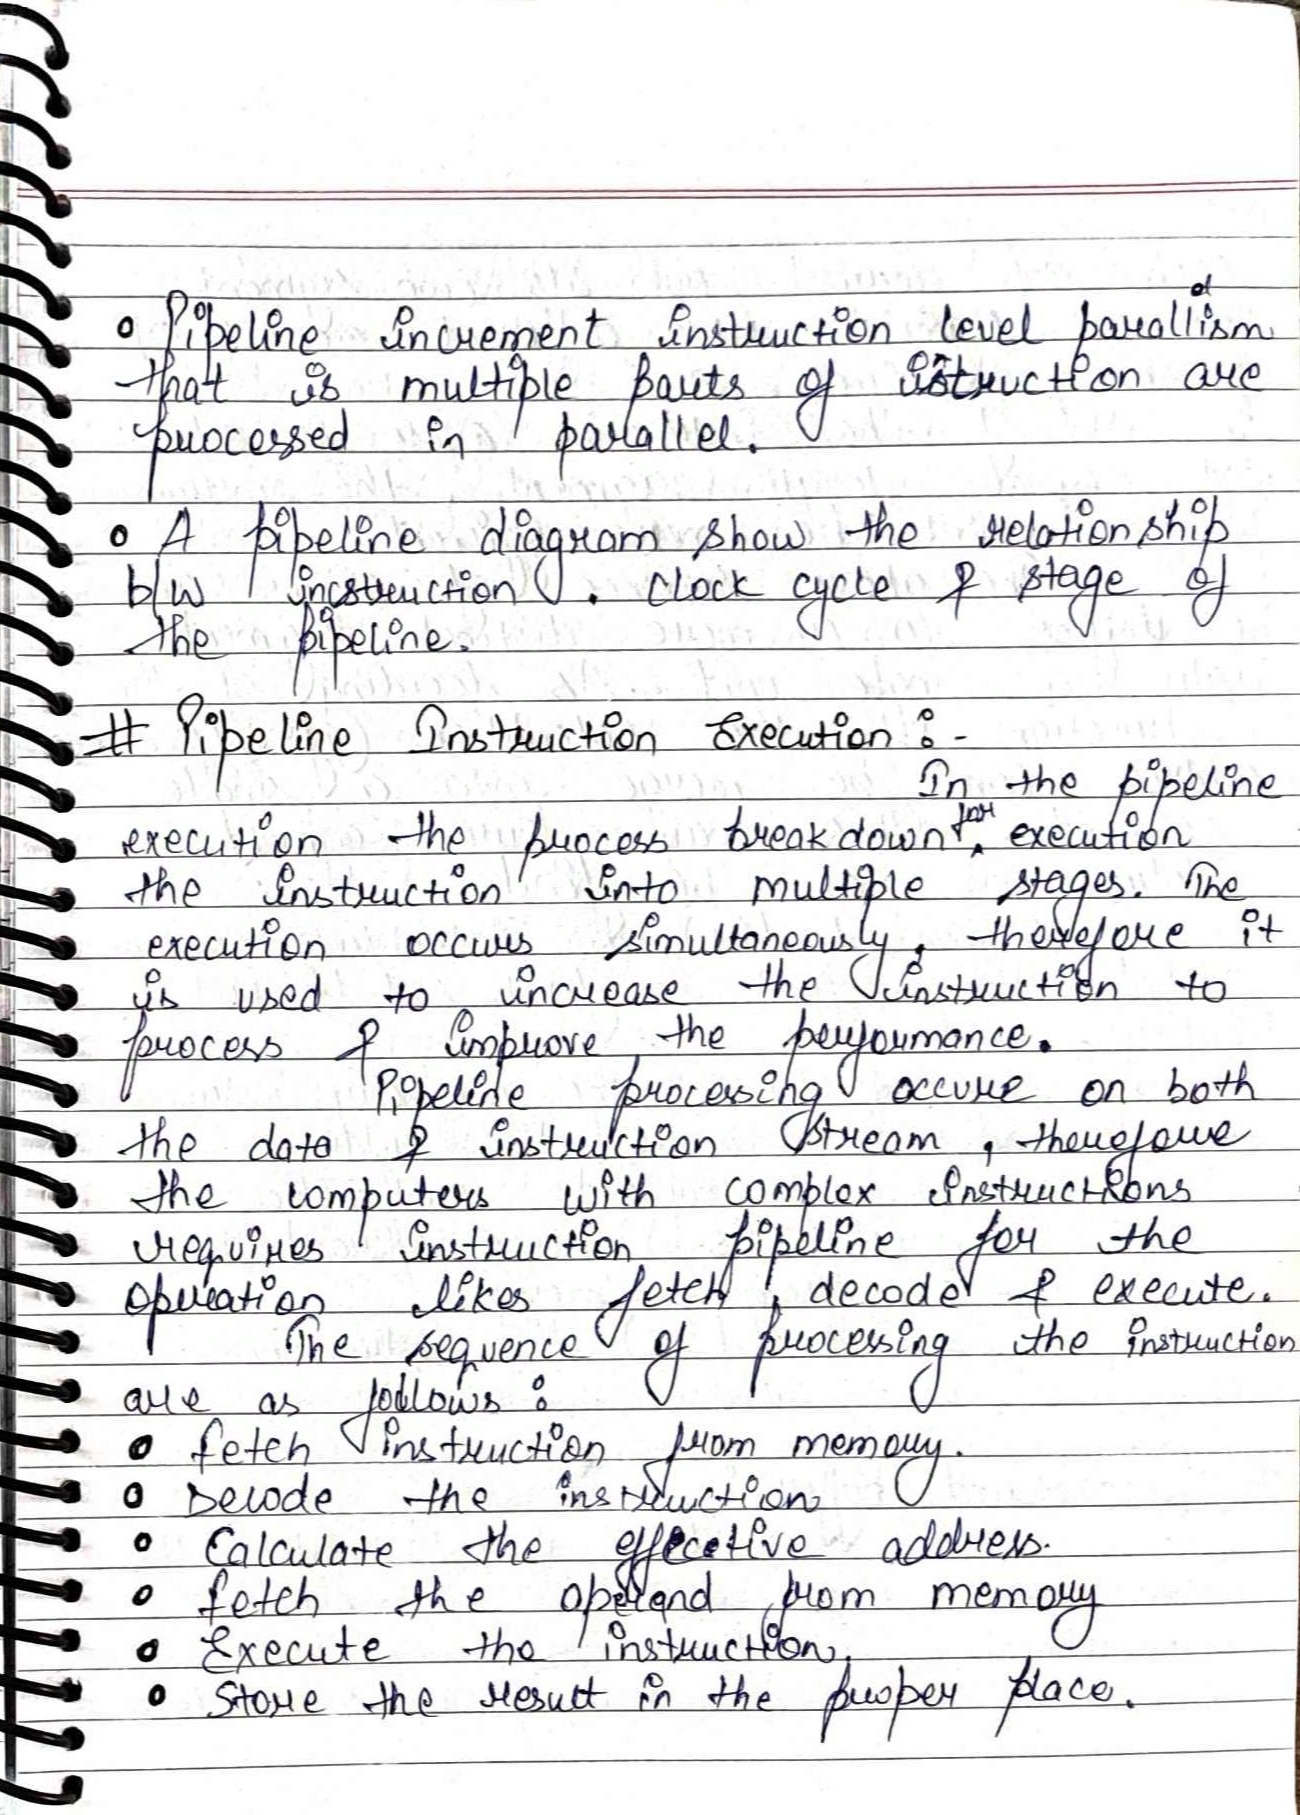 o Pipeline increment instruction level parallelism
that is multiple parts of istruction are
processed in parallel.
o A pipeline diagram show the relationship
b/w incstruction , clock cycle & stage of
the pipeline.
# Pipeline Instruction Execution :-
In the pipeline
execution the process breakdown for execution
the instruction into multiple stages. The
execution occurs simultaneously, therefore it
is used to increase the instruction to
process & improve the performance.
Pipeline processing occure on both
the data & instruction stream, therefore
the computers with complex instructions
requires instruction pipeline for the
operation likes fetch, decode & execute.
The sequence of processing the instruction
are as follows :
o fetch instruction from memory.
o Decode the instruction
o Calculate the effecetive address.
o fetch the operand from memory
o Execute the instruction.
o Store the result in the proper place.